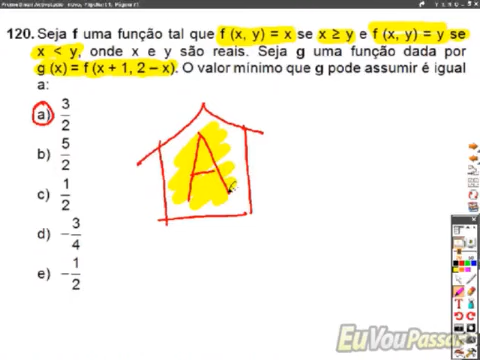 120. Seja f uma função tal que f (x, y) = x se x ≥ y e f(x, y) = y se
x < y, onde x e y são reais. Seja g uma função dada por
g (x) = f (x + 1, 2 – x). O valor mínimo que g pode assumir é igual
a:
a) 3/2
b) 5/2
c) 1/2
d) -3/4
e) -1/2
A
EuVouPassar